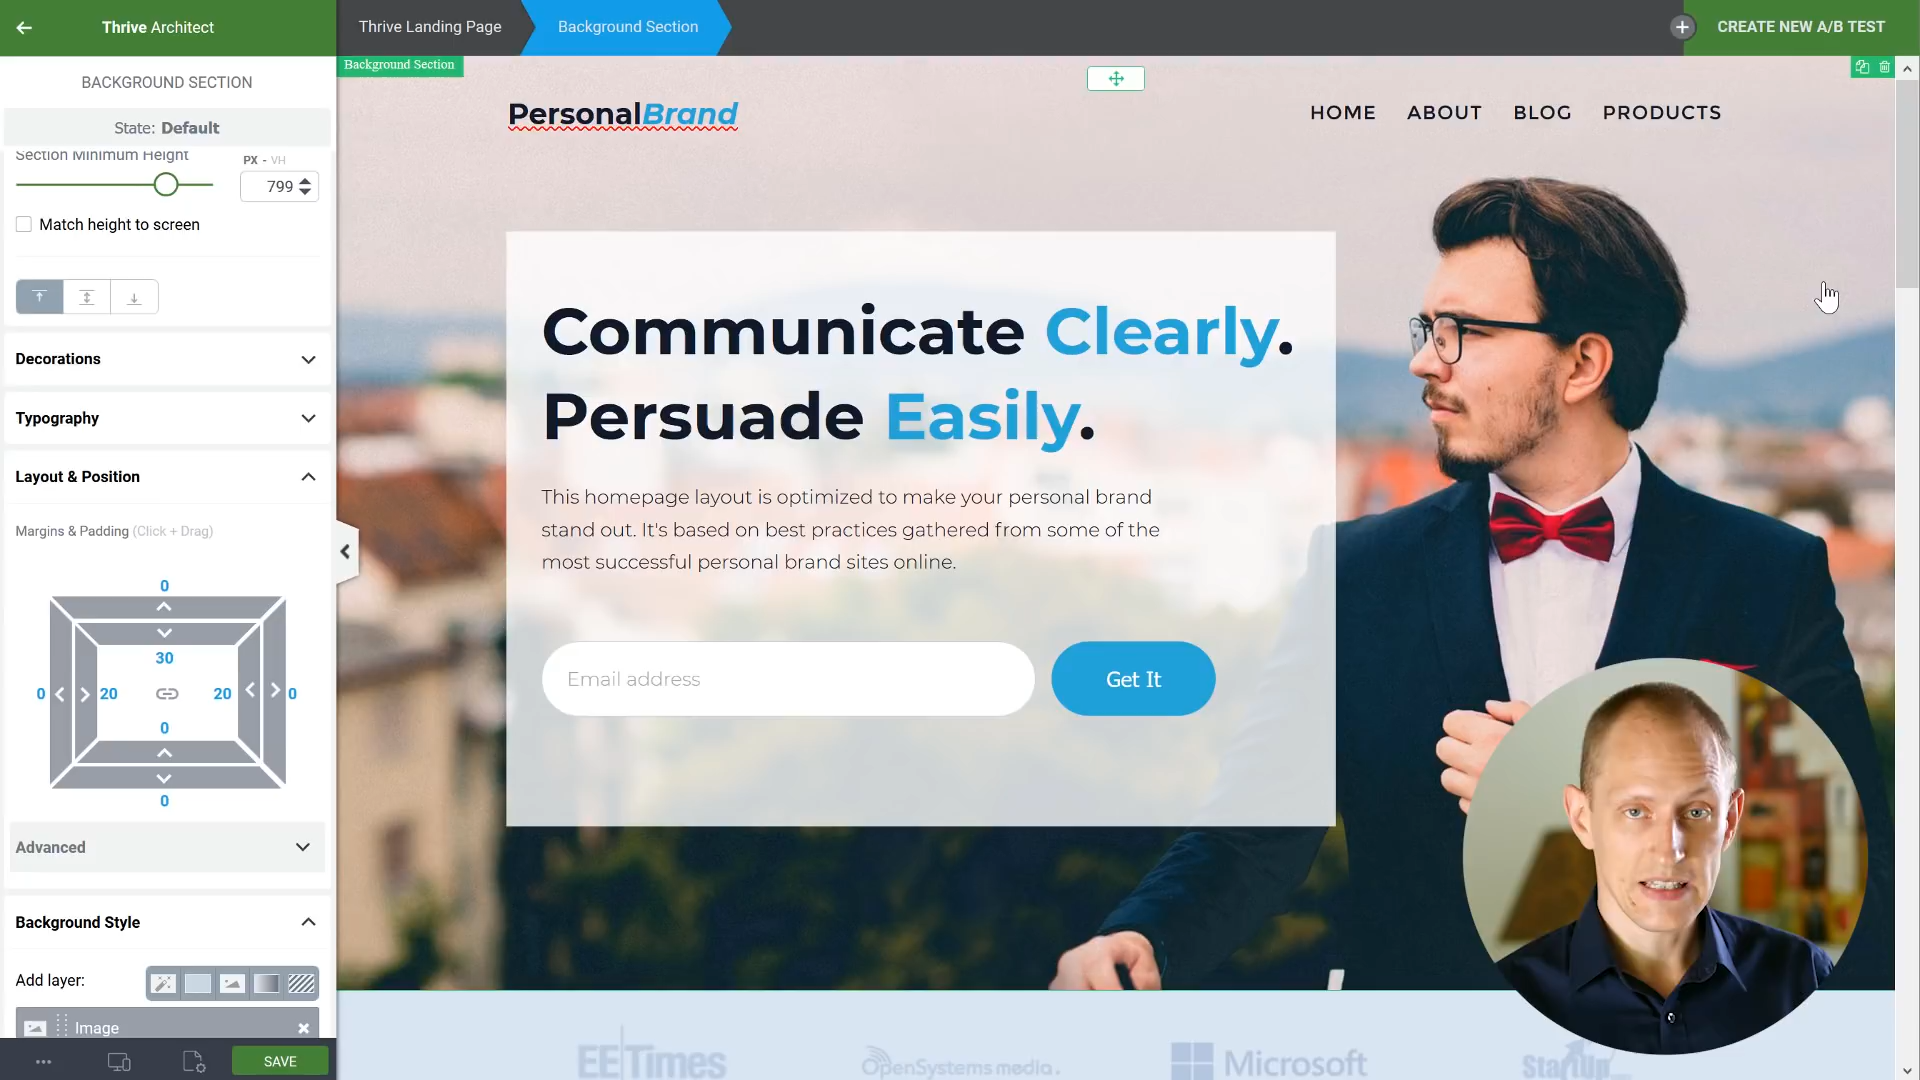 Thrive Architect
Thrive Landing Page
Background Section
CREATE NEW A/B TEST
BACKGROUND SECTION
State: Default
Section Minimum Height
PX - VH
799
Match height to screen
Decorations
Typography
Layout & Position
Margins & Padding (Click + Drag)
0
30
0
20
20
0
0
0
Advanced
Background Style
Add layer:
Image
SAVE
Background Section
PersonalBrand
HOME
ABOUT
BLOG
PRODUCTS
Communicate Clearly.
Persuade Easily.
This homepage layout is optimized to make your personal brand
stand out. It's based on best practices gathered from some of the
most successful personal brand sites online.
Email address
Get It
EE|Times
OpenSystems media.
Microsoft
StartUp